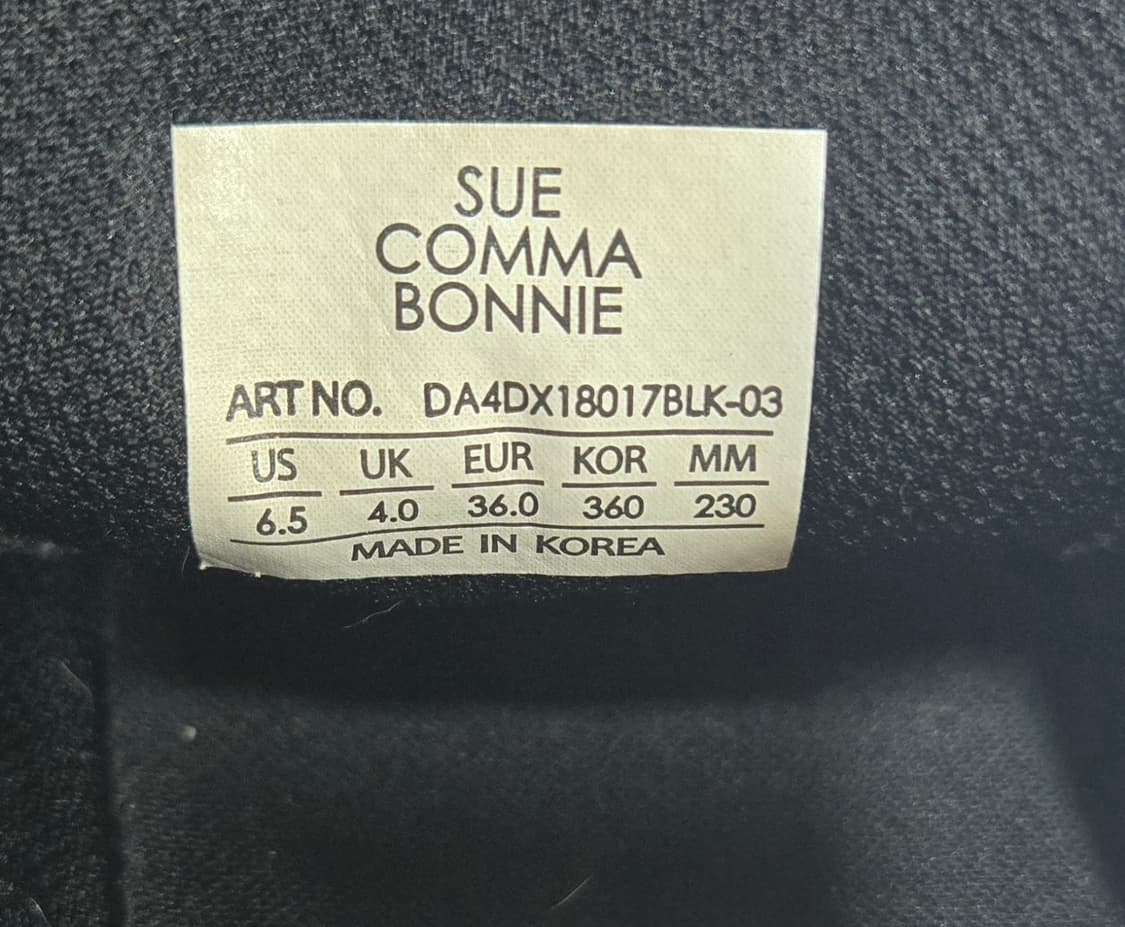 SUE
COMMA
BONNIE
ART NO. DA4DX18017BLK-03
US UK EUR KOR MM
6.5 4.0 36.0 360 230
MADE IN KOREA